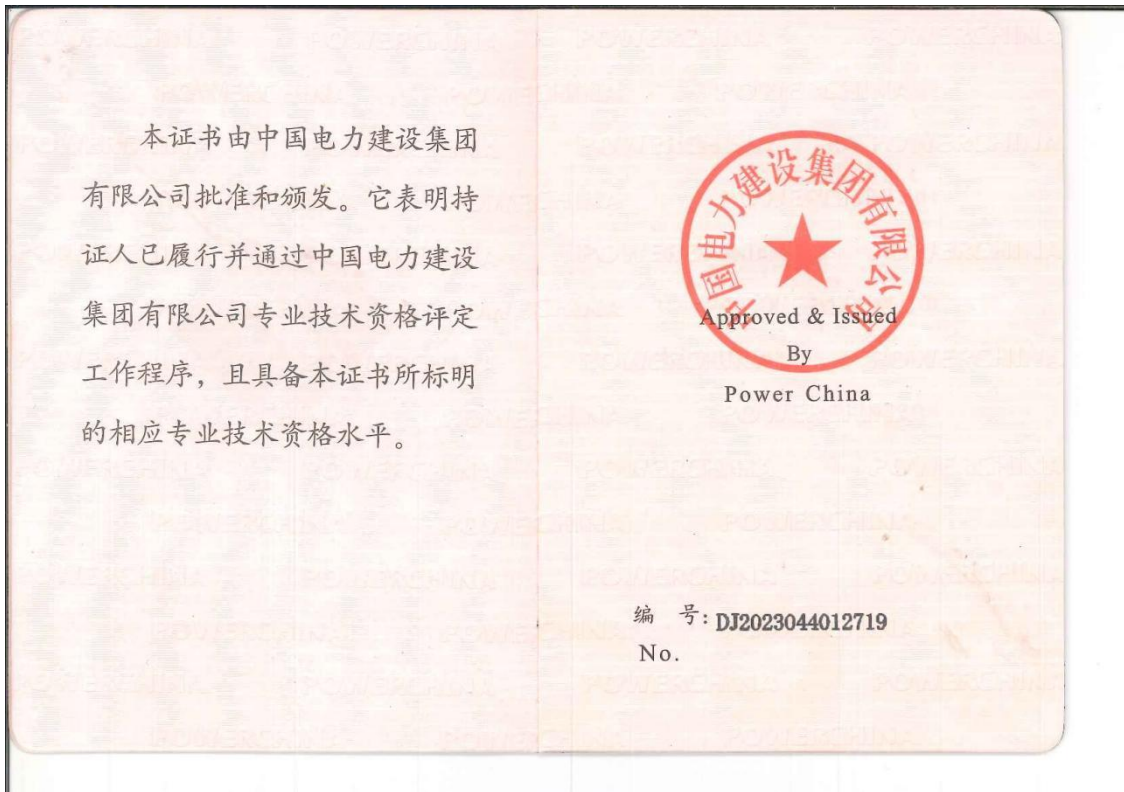 本证书由中国电力建设集团
有限公司批准和颁发。它表明持
证人已履行并通过中国电力建设
集团有限公司专业技术资格评定
工作程序，且具备本证书所标明
的相应专业技术资格水平。
中国电力建设集团有限公司
Approved & Issued
By
Power China
编 号: DJ2023044012719
No.